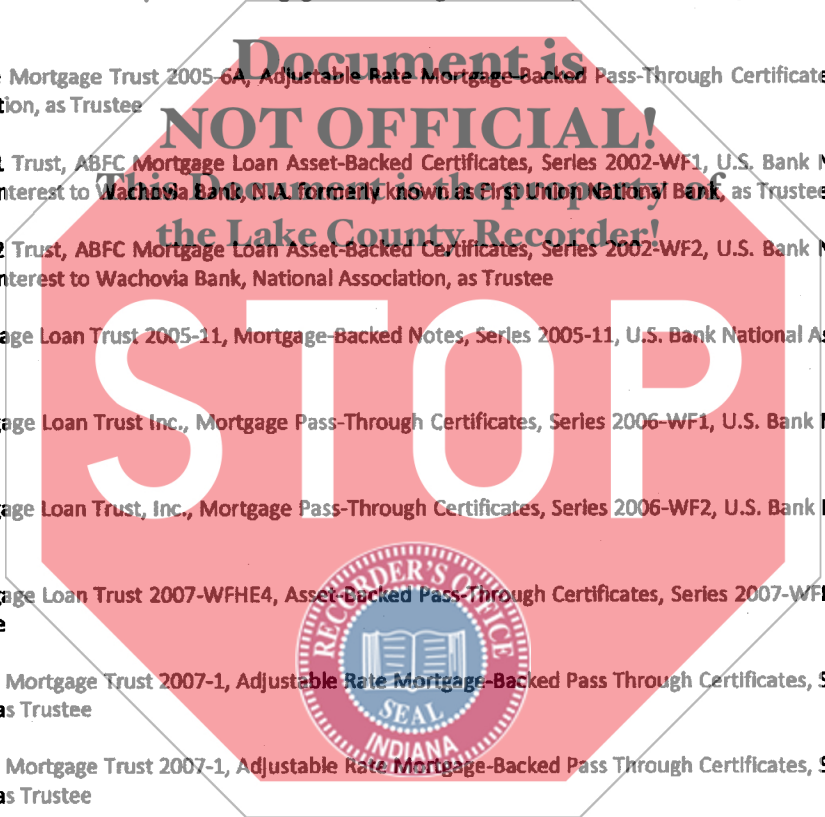 Document is
Mortgage Trust 2005-6A, Adjustable Rate Mortgage-Backed Pass-Through Certificate
tion, as Trustee
NOT OFFICIAL!
Trust, ABFC Mortgage Loan Asset-Backed Certificates, Series 2002-WF1, U.S. Bank N
nterest to Wachovia Bank, N.A. formerly known as First Union National Bank, as Trustee
This Document is the property of
the Lake County Recorder!
2 Trust, ABFC Mortgage Loan Asset-Backed Certificates, Series 2002-WF2, U.S. Bank N
nterest to Wachovia Bank, National Association, as Trustee
age Loan Trust 2005-11, Mortgage-Backed Notes, Series 2005-11, U.S. Bank National As
STOP
age Loan Trust Inc., Mortgage Pass-Through Certificates, Series 2006-WF1, U.S. Bank N
age Loan Trust, Inc., Mortgage Pass-Through Certificates, Series 2006-WF2, U.S. Bank
age Loan Trust 2007-WFHE4, Asset-Backed Pass-Through Certificates, Series 2007-WF
e
RECORDER'S OFFICE
SEAL
INDIANA
Mortgage Trust 2007-1, Adjustable Rate Mortgage-Backed Pass Through Certificates, S
as Trustee
Mortgage Trust 2007-1, Adjustable Rate Mortgage-Backed Pass Through Certificates, S
as Trustee